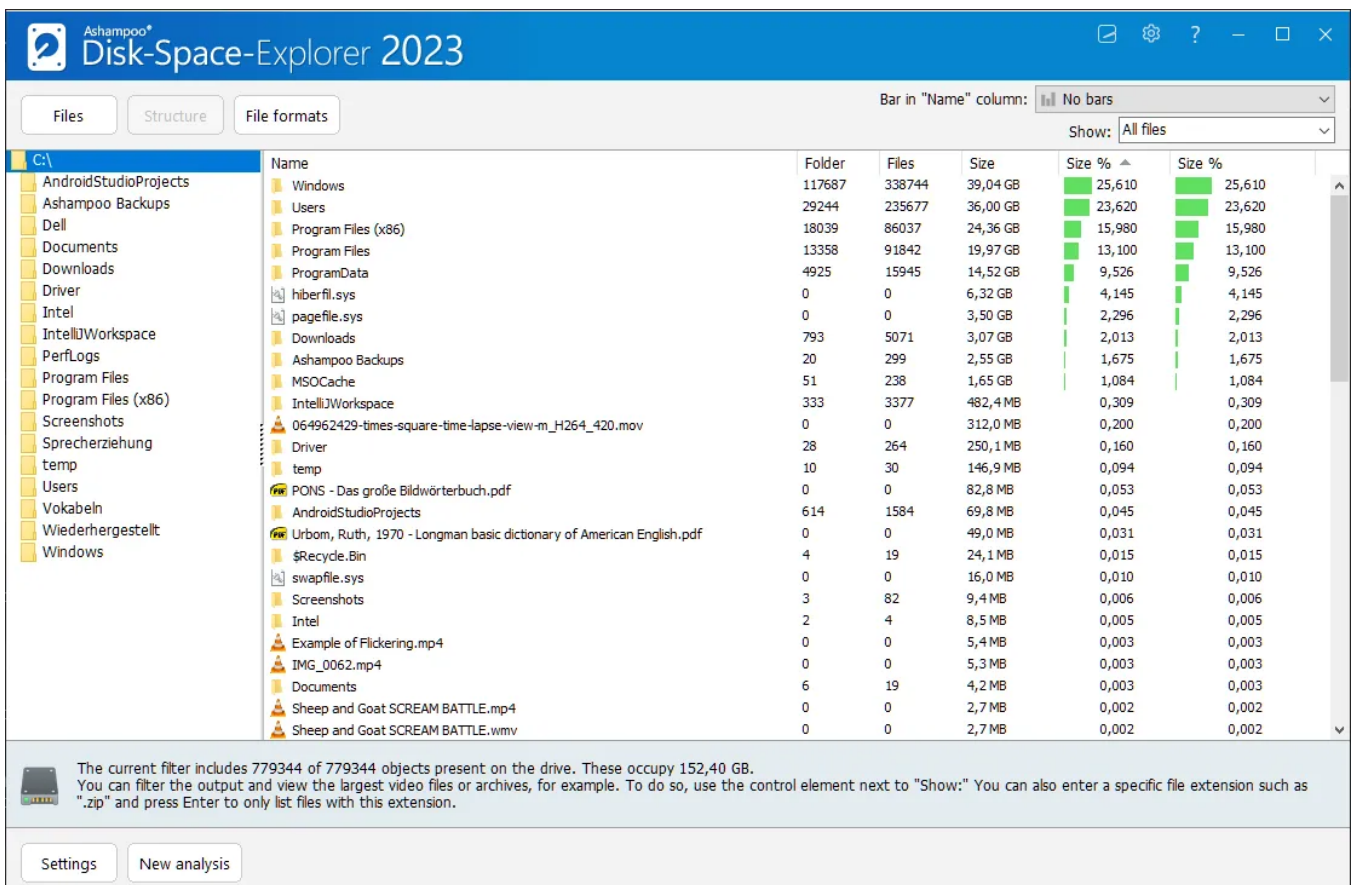 Ashampoo®
Disk-Space-Explorer 2023
Files Structure File formats
Bar in "Name" column: No bars
Show: All files
C:\
AndroidStudioProjects
Ashampoo Backups
Dell
Documents
Downloads
Driver
Intel
IntelliJWorkspace
PerfLogs
Program Files
Program Files (x86)
Screenshots
Sprecherziehung
temp
Users
Vokabeln
Wiederhergestellt
Windows
Name Folder Files Size Size % Size %
Windows 117687 338744 39,04 GB 25,610 25,610
Users 29244 235677 36,00 GB 23,620 23,620
Program Files (x86) 18039 86037 24,36 GB 15,980 15,980
Program Files 13358 91842 19,97 GB 13,100 13,100
ProgramData 4925 15945 14,52 GB 9,526 9,526
hiberfil.sys 0 0 6,32 GB 4,145 4,145
pagefile.sys 0 0 3,50 GB 2,296 2,296
Downloads 793 5071 3,07 GB 2,013 2,013
Ashampoo Backups 20 299 2,55 GB 1,675 1,675
MSOCache 51 238 1,65 GB 1,084 1,084
IntelliJWorkspace 333 3377 482,4 MB 0,309 0,309
064962429-times-square-time-lapse-view-m_H264_420.mov 0 0 312,0 MB 0,200 0,200
Driver 28 264 250,1 MB 0,160 0,160
temp 10 30 146,9 MB 0,094 0,094
PDF PONS - Das große Bildwörterbuch.pdf 0 0 82,8 MB 0,053 0,053
AndroidStudioProjects 614 1584 69,8 MB 0,045 0,045
PDF Urbom, Ruth, 1970 - Longman basic dictionary of American English.pdf 0 0 49,0 MB 0,031 0,031
$Recycle.Bin 4 19 24,1 MB 0,015 0,015
swapfile.sys 0 0 16,0 MB 0,010 0,010
Screenshots 3 82 9,4 MB 0,006 0,006
Intel 2 4 8,5 MB 0,005 0,005
Example of Flickering.mp4 0 0 5,4 MB 0,003 0,003
IMG_0062.mp4 0 0 5,3 MB 0,003 0,003
Documents 6 19 4,2 MB 0,003 0,003
Sheep and Goat SCREAM BATTLE.mp4 0 0 2,7 MB 0,002 0,002
Sheep and Goat SCREAM BATTLE.wmv 0 0 2,7 MB 0,002 0,002
The current filter includes 779344 of 779344 objects present on the drive. These occupy 152,40 GB.
You can filter the output and view the largest video files or archives, for example. To do so, use the control element next to "Show:" You can also enter a specific file extension such as
".zip" and press Enter to only list files with this extension.
Settings New analysis